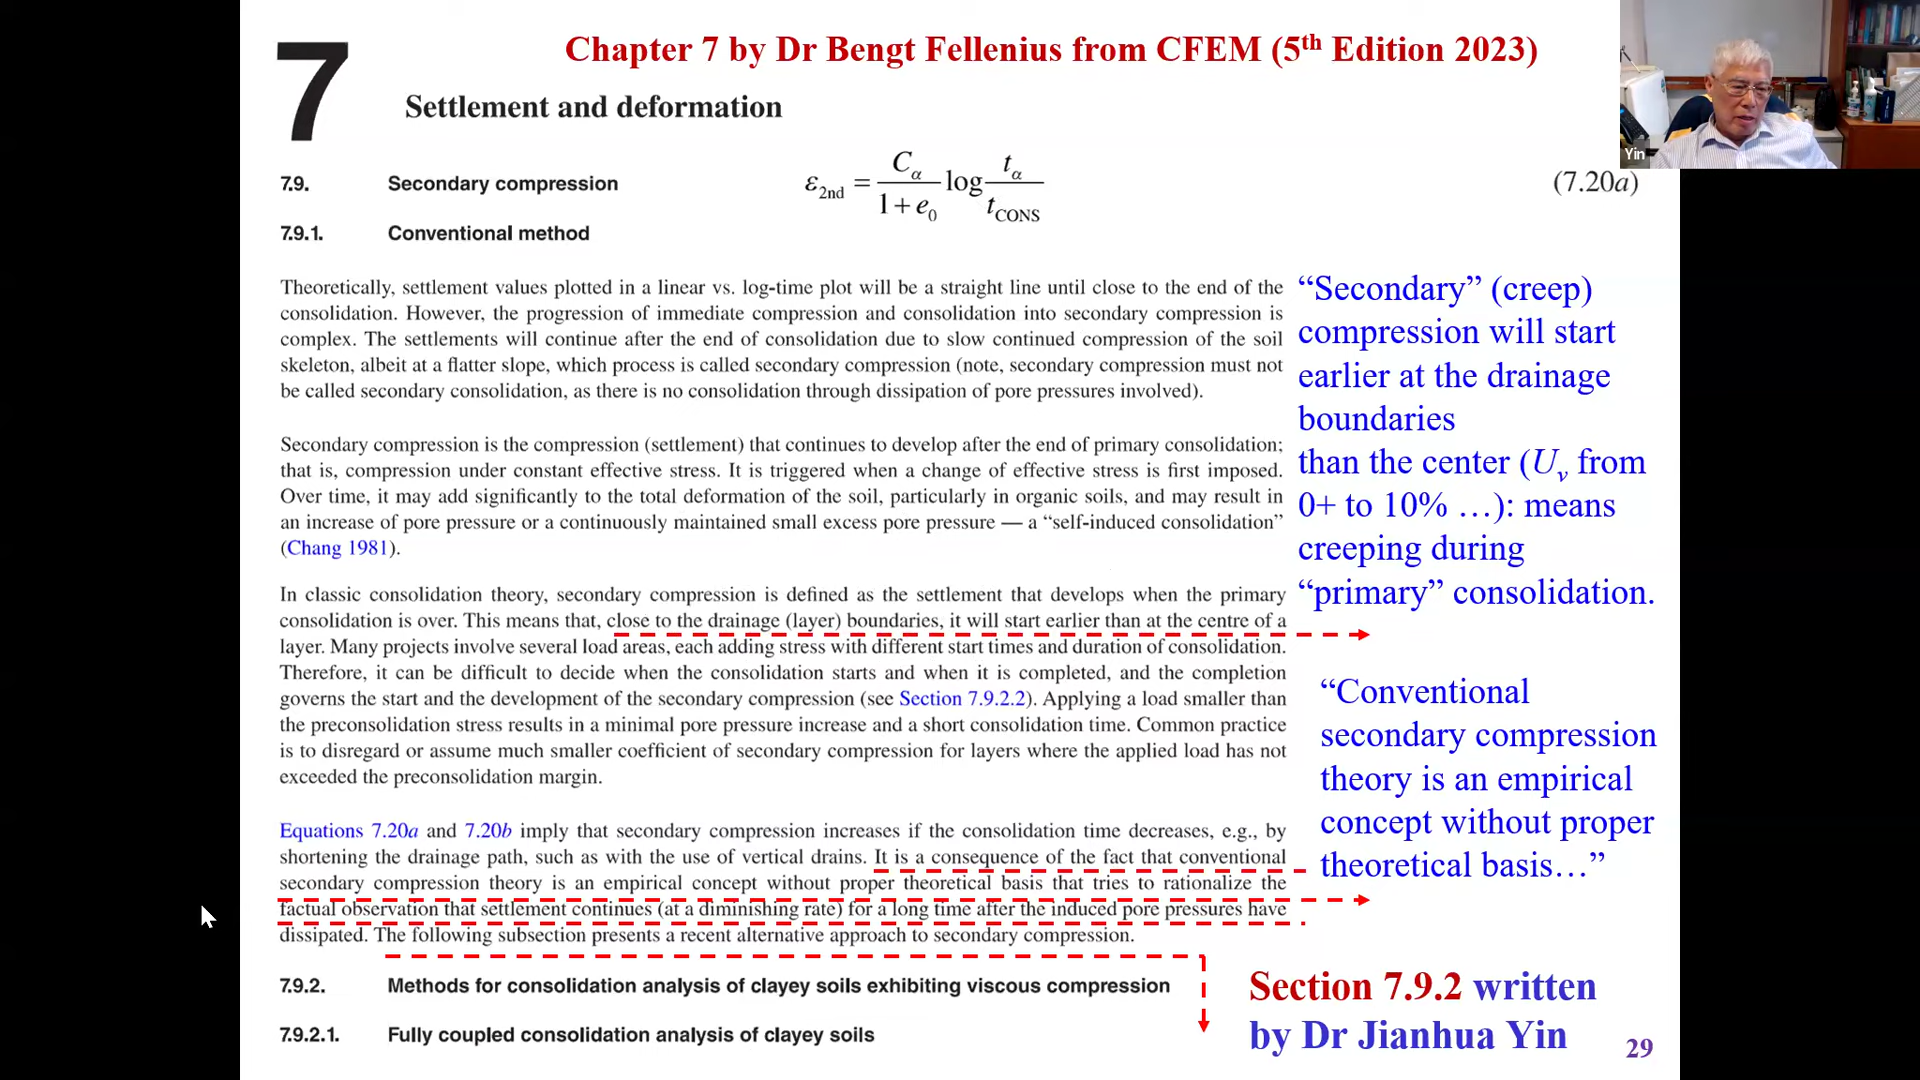 7
Chapter 7 by Dr Bengt Fellenius from CFEM (5th Edition 2023)
Settlement and deformation
Yin
7.9. Secondary compression
ε2nd = Cα / 1 + e0 log tα / tCONS (7.20a)
7.9.1. Conventional method
Theoretically, settlement values plotted in a linear vs. log-time plot will be a straight line until close to the end of the
consolidation. However, the progression of immediate compression and consolidation into secondary compression is
complex. The settlements will continue after the end of consolidation due to slow continued compression of the soil
skeleton, albeit at a flatter slope, which process is called secondary compression (note, secondary compression must not
be called secondary consolidation, as there is no consolidation through dissipation of pore pressures involved).
Secondary compression is the compression (settlement) that continues to develop after the end of primary consolidation;
that is, compression under constant effective stress. It is triggered when a change of effective stress is first imposed.
Over time, it may add significantly to the total deformation of the soil, particularly in organic soils, and may result in
an increase of pore pressure or a continuously maintained small excess pore pressure — a “self-induced consolidation”
(Chang 1981).
In classic consolidation theory, secondary compression is defined as the settlement that develops when the primary
consolidation is over. This means that, close to the drainage (layer) boundaries, it will start earlier than at the centre of a
layer. Many projects involve several load areas, each adding stress with different start times and duration of consolidation.
Therefore, it can be difficult to decide when the consolidation starts and when it is completed, and the completion
governs the start and the development of the secondary compression (see Section 7.9.2.2). Applying a load smaller than
the preconsolidation stress results in a minimal pore pressure increase and a short consolidation time. Common practice
is to disregard or assume much smaller coefficient of secondary compression for layers where the applied load has not
exceeded the preconsolidation margin.
Equations 7.20a and 7.20b imply that secondary compression increases if the consolidation time decreases, e.g., by
shortening the drainage path, such as with the use of vertical drains. It is a consequence of the fact that conventional
secondary compression theory is an empirical concept without proper theoretical basis that tries to rationalize the
factual observation that settlement continues (at a diminishing rate) for a long time after the induced pore pressures have
dissipated. The following subsection presents a recent alternative approach to secondary compression.
“Secondary” (creep)
compression will start
earlier at the drainage
boundaries
than the center (Uv from
0+ to 10% …): means
creeping during
“primary” consolidation.
“Conventional
secondary compression
theory is an empirical
concept without proper
theoretical basis…”
7.9.2. Methods for consolidation analysis of clayey soils exhibiting viscous compression
7.9.2.1. Fully coupled consolidation analysis of clayey soils
Section 7.9.2 written
by Dr Jianhua Yin
29